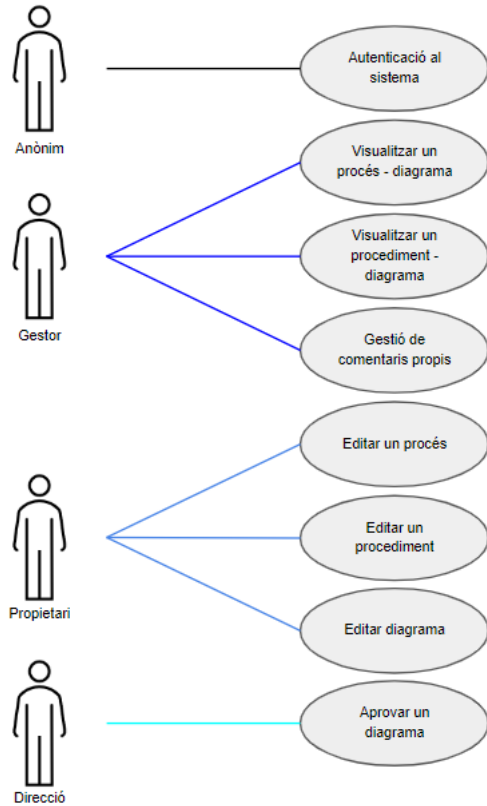 Autenticació al
sistema
Anònim
Visualitzar un
procés - diagrama
Visualitzar un
procediment -
diagrama
Gestor
Gestió de
comentaris propis
Editar un procés
Editar un
procediment
Propietari
Editar diagrama
Aprovar un
diagrama
Direcció